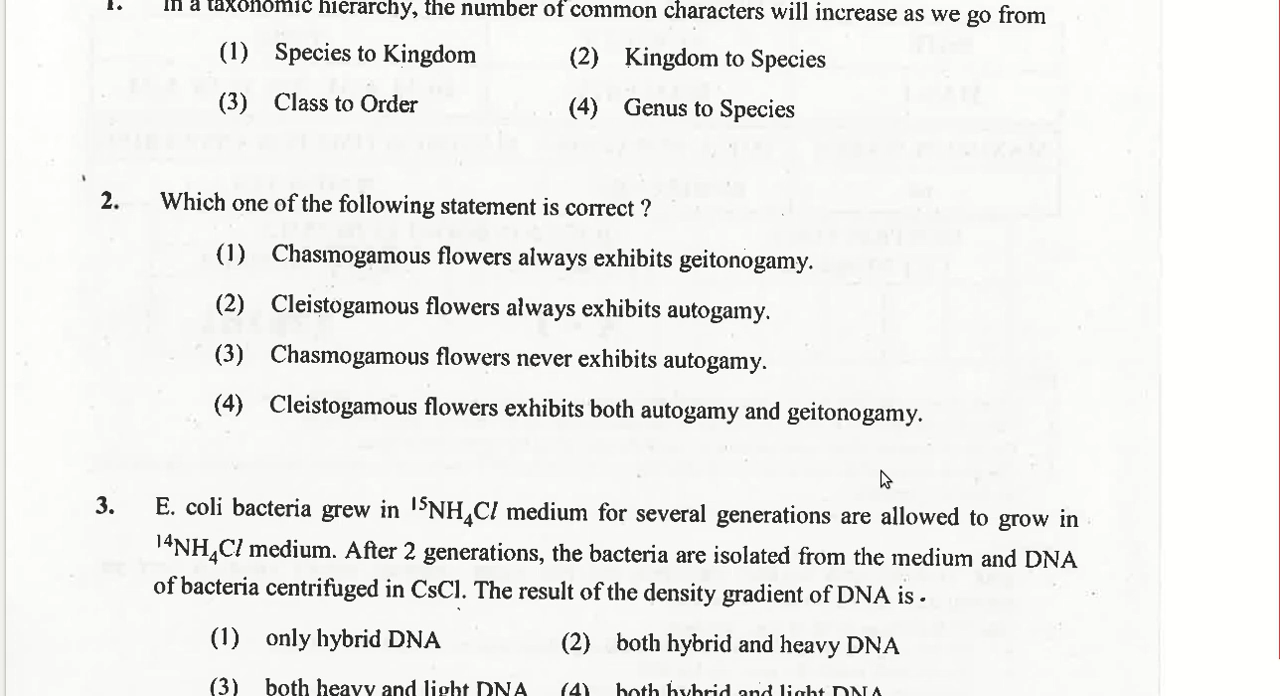 1. In a taxonomic hierarchy, the number of common characters will increase as we go from
(1) Species to Kingdom (2) Kingdom to Species
(3) Class to Order (4) Genus to Species
2. Which one of the following statement is correct ?
(1) Chasmogamous flowers always exhibits geitonogamy.
(2) Cleistogamous flowers always exhibits autogamy.
(3) Chasmogamous flowers never exhibits autogamy.
(4) Cleistogamous flowers exhibits both autogamy and geitonogamy.
3. E. coli bacteria grew in ¹⁵NH₄Cl medium for several generations are allowed to grow in
¹⁴NH₄Cl medium. After 2 generations, the bacteria are isolated from the medium and DNA
of bacteria centrifuged in CsCl. The result of the density gradient of DNA is -
(1) only hybrid DNA (2) both hybrid and heavy DNA
(3) both heavy and light DNA (4) both hybrid and light DNA